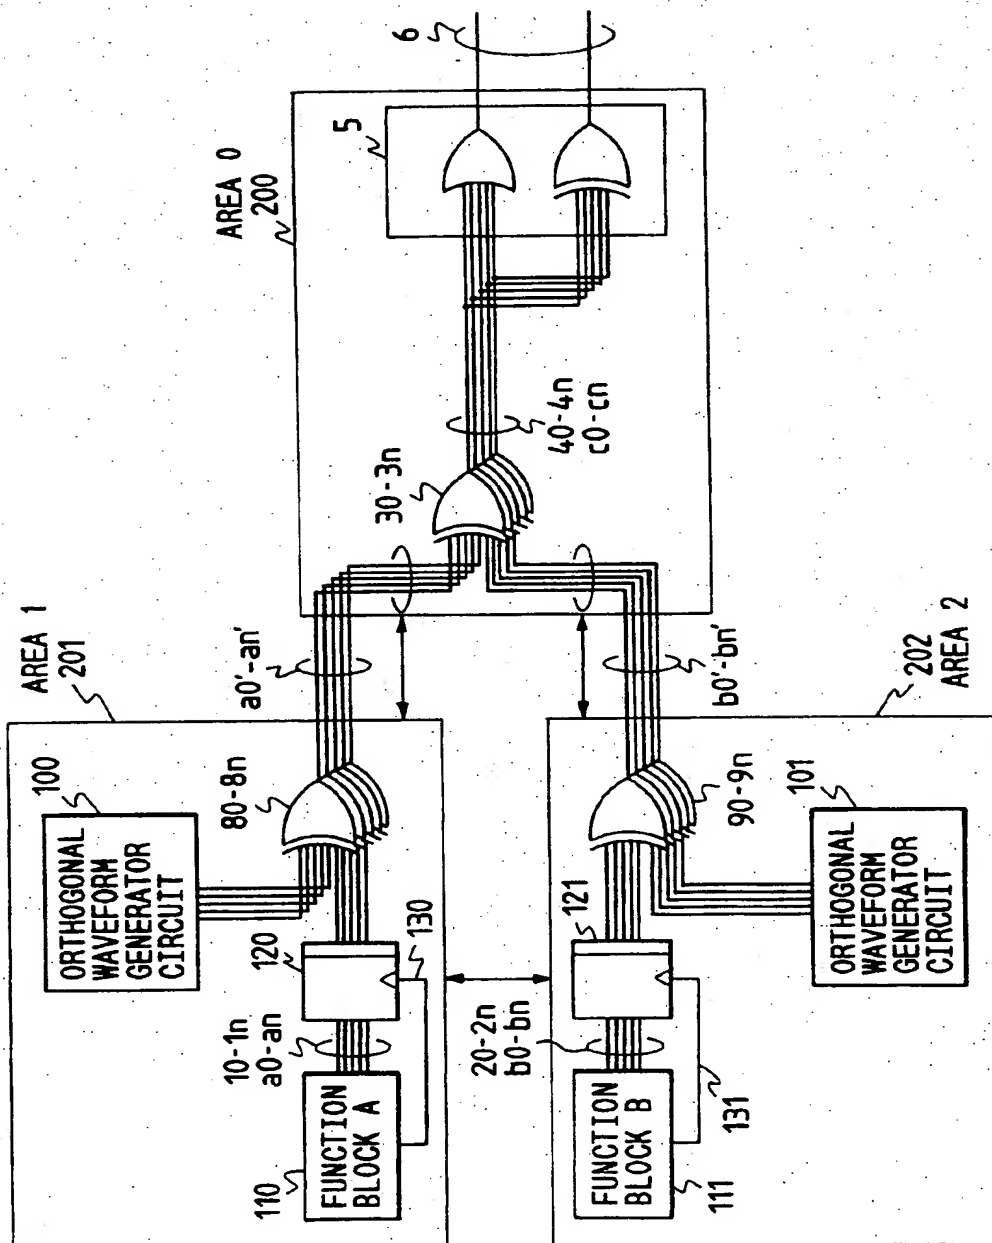 AREA 1
201
ORTHOGONAL
WAVEFORM
GENERATOR
CIRCUIT
100
80-8n
a0'-an'
10-1n
a0-an
120
130
110
FUNCTION
BLOCK A
AREA 0
200
5
6
30-3n
40-4n
c0-cn
20-2n
b0-bn
121
131
111
FUNCTION
BLOCK B
90-9n
b0'-bn'
101
ORTHOGONAL
WAVEFORM
GENERATOR
CIRCUIT
202
AREA 2